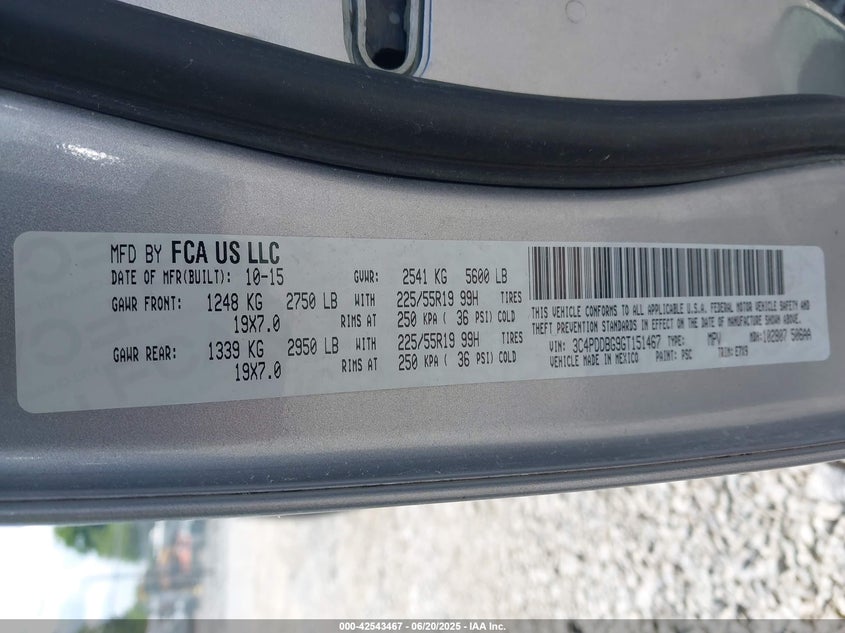 MFD BY FCA US LLC
DATE OF MFR(BUILT): 10-15 GVWR: 2541 KG 5600 LB
GAWR FRONT: 1248 KG 2750 LB WITH 225/55R19 99H TIRES
19X7.0 RIMS AT 250 KPA ( 36 PSI) COLD
GAWR REAR: 1339 KG 2950 LB WITH 225/55R19 99H TIRES
19X7.0 RIMS AT 250 KPA ( 36 PSI) COLD
THIS VEHICLE CONFORMS TO ALL APPLICABLE U.S.A. FEDERAL MOTOR VEHICLE SAFETY AND
THEFT PREVENTION STANDARDS IN EFFECT ON THE DATE OF MANUFACTURE SHOWN ABOVE.
VIN: 3C4PDDBG9GT151467 TYPE: MPV MDH: 102907 506AA
MADE IN MEXICO PAINT: PSC TRIM: E7X9
000-42543467 - 06/20/2025 - IAA Inc.